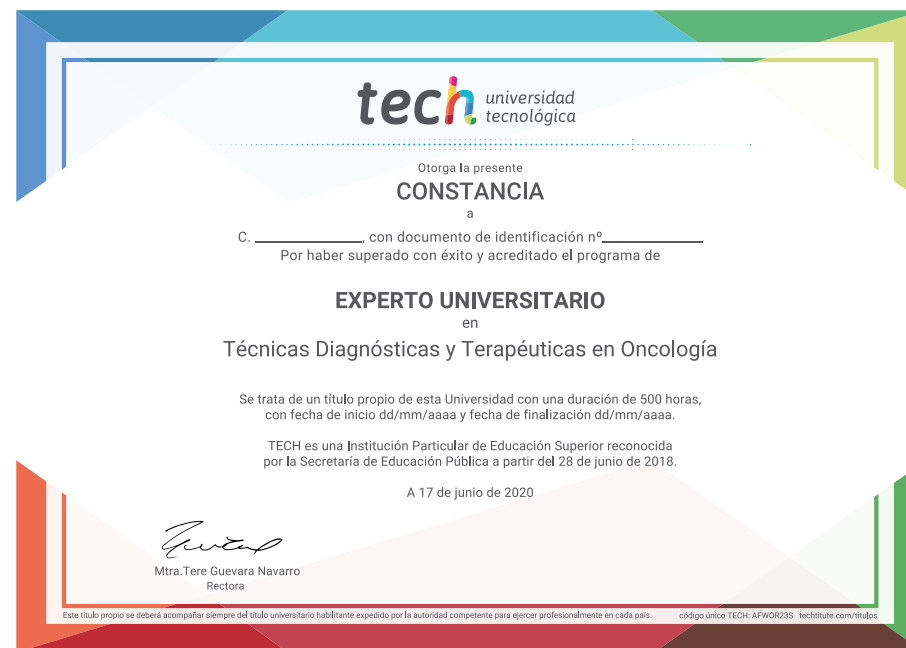 tech universidad
tecnológica
Otorga la presente
CONSTANCIA
a
C. ____________, con documento de identificación nº____________
Por haber superado con éxito y acreditado el programa de
EXPERTO UNIVERSITARIO
en
Técnicas Diagnósticas y Terapéuticas en Oncología
Se trata de un título propio de esta Universidad con una duración de 500 horas,
con fecha de inicio dd/mm/aaaa y fecha de finalización dd/mm/aaaa.
TECH es una Institución Particular de Educación Superior reconocida
por la Secretaría de Educación Pública a partir del 28 de junio de 2018.
A 17 de junio de 2020
Mtra.Tere Guevara Navarro
Rectora
Este título propio se deberá acompañar siempre del título universitario habilitante expedido por la autoridad competente para ejercer profesionalmente en cada país. código único TECH: AFWOR23S techtitute.com/titulos